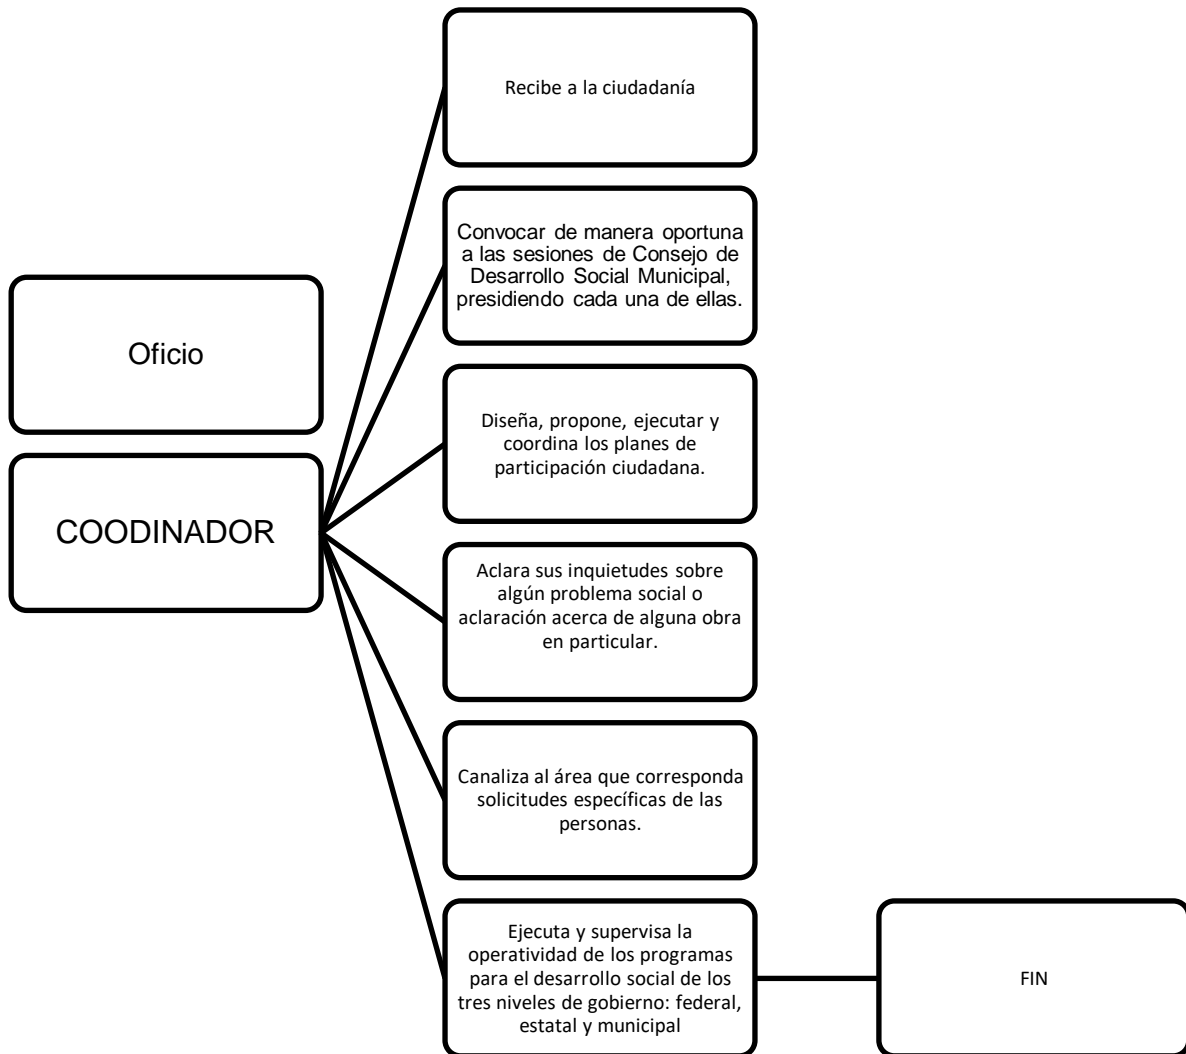 Recibe a la ciudadanía
Convocar de manera oportuna
a las sesiones de Consejo de
Desarrollo Social Municipal,
presidiendo cada una de ellas.
Oficio
Diseña, propone, ejecutar y
coordina los planes de
participación ciudadana.
COODINADOR
Aclara sus inquietudes sobre
algún problema social o
aclaración acerca de alguna obra
en particular.
Canaliza al área que corresponda
solicitudes específicas de las
personas.
Ejecuta y supervisa la
operatividad de los programas
para el desarrollo social de los
tres niveles de gobierno: federal,
estatal y municipal
FIN